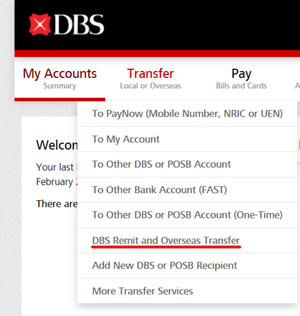 DBS
My Accounts Transfer Pay
Summary Local or Overseas Bills and Cards
To PayNow (Mobile Number, NRIC or UEN)
To My Account
Welcom
To Other DBS or POSB Account
Your last
February 2
To Other Bank Account (FAST)
There are
To Other DBS or POSB Account (One-Time)
DBS Remit and Overseas Transfer
Add New DBS or POSB Recipient
More Transfer Services